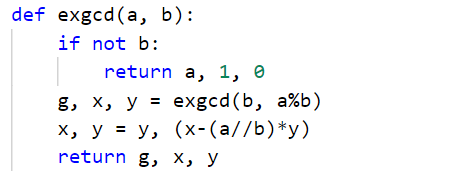 def exgcd(a, b):
    if not b:
        return a, 1, 0
    g, x, y = exgcd(b, a%b)
    x, y = y, (x-(a//b)*y)
    return g, x, y